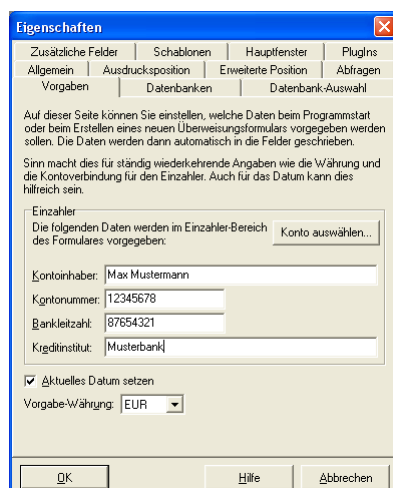 Eigenschaften
Zusätzliche Felder Schablonen Hauptfenster PlugIns
Allgemein Ausdrucksposition Erweiterte Position Abfragen
Vorgaben Datenbanken Datenbank-Auswahl
Auf dieser Seite können Sie einstellen, welche Daten beim Programmstart
oder beim Erstellen eines neuen Überweisungsformulars vorgegeben werden
sollen. Die Daten werden dann automatisch in die Felder geschrieben.
Sinn macht dies für ständig wiederkehrende Angaben wie die Währung und
die Kontoverbindung für den Einzahler. Auch für das Datum kann dies
hilfreich sein.
Einzahler
Die folgenden Daten werden im Einzahler-Bereich
des Formulares vorgegeben:
Konto auswählen...
Kontoinhaber: Max Mustermann
Kontonummer: 12345678
Bankleitzahl: 87654321
Kreditinstitut: Musterbank
Aktuelles Datum setzen
Vorgabe-Währung: EUR
OK Hilfe Abbrechen